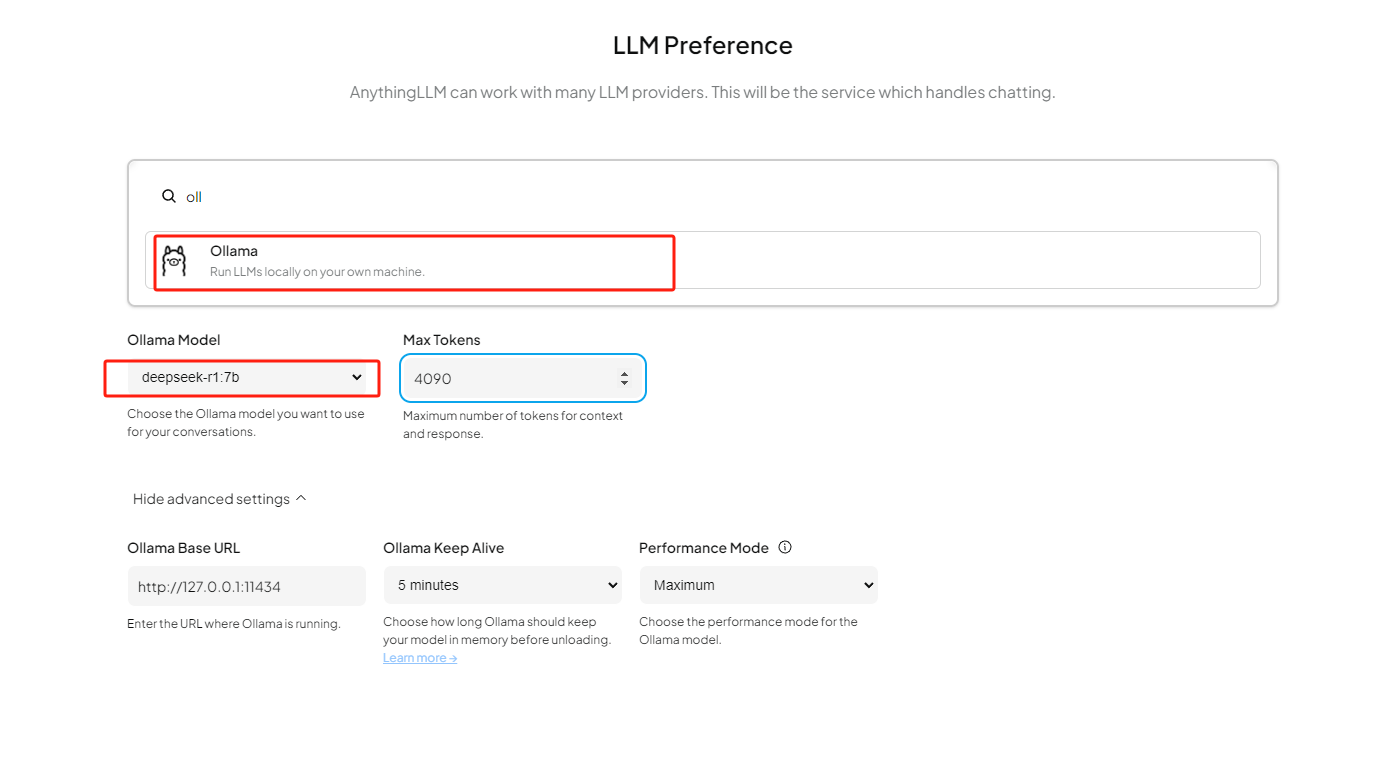 LLM Preference
AnythingLLM can work with many LLM providers. This will be the service which handles chatting.
oll
Ollama
Run LLMs locally on your own machine.
Ollama Model
Max Tokens
deepseek-r1:7b
4090
Choose the Ollama model you want to use
for your conversations.
Maximum number of tokens for context
and response.
Hide advanced settings
Ollama Base URL
Ollama Keep Alive
Performance Mode
http://127.0.0.1:11434
5 minutes
Maximum
Enter the URL where Ollama is running.
Choose how long Ollama should keep
your model in memory before unloading.
Learn more →
Choose the performance mode for the
Ollama model.